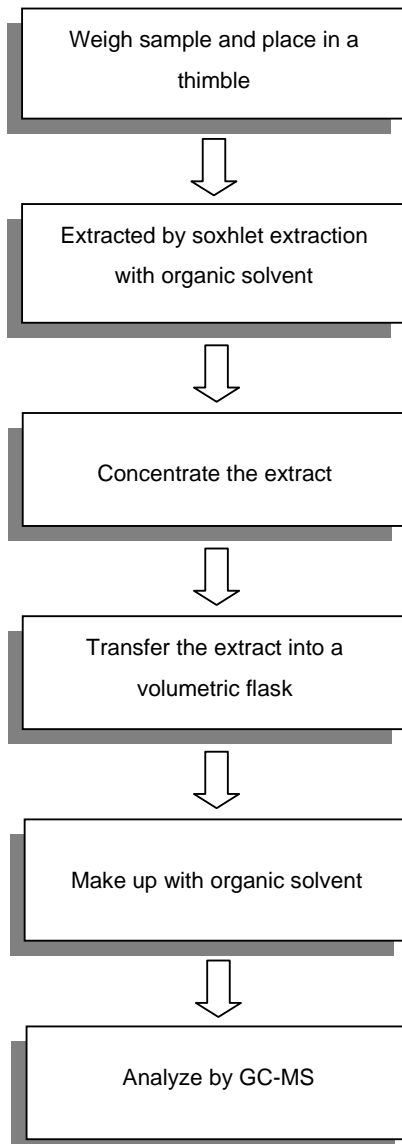 Weigh sample and place in a
thimble
Extracted by soxhlet extraction
with organic solvent
Concentrate the extract
Transfer the extract into a
volumetric flask
Make up with organic solvent
Analyze by GC-MS